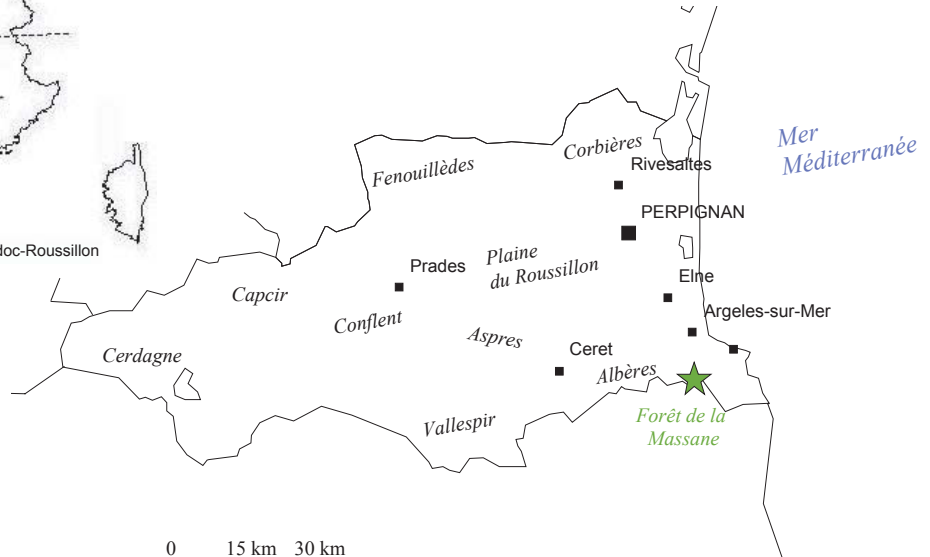 Corbières
Mer
Méditerranée
Fenouillèdes
Rivesaltes
PERPIGNAN
doc-Roussillon
Plaine
du Roussillon
Prades
Elne
Capcir
Argeles-sur-Mer
Conflent
Aspres
Cerdagne
Ceret
Albères
Vallespir
Forêt de la
Massane
0 15 km 30 km